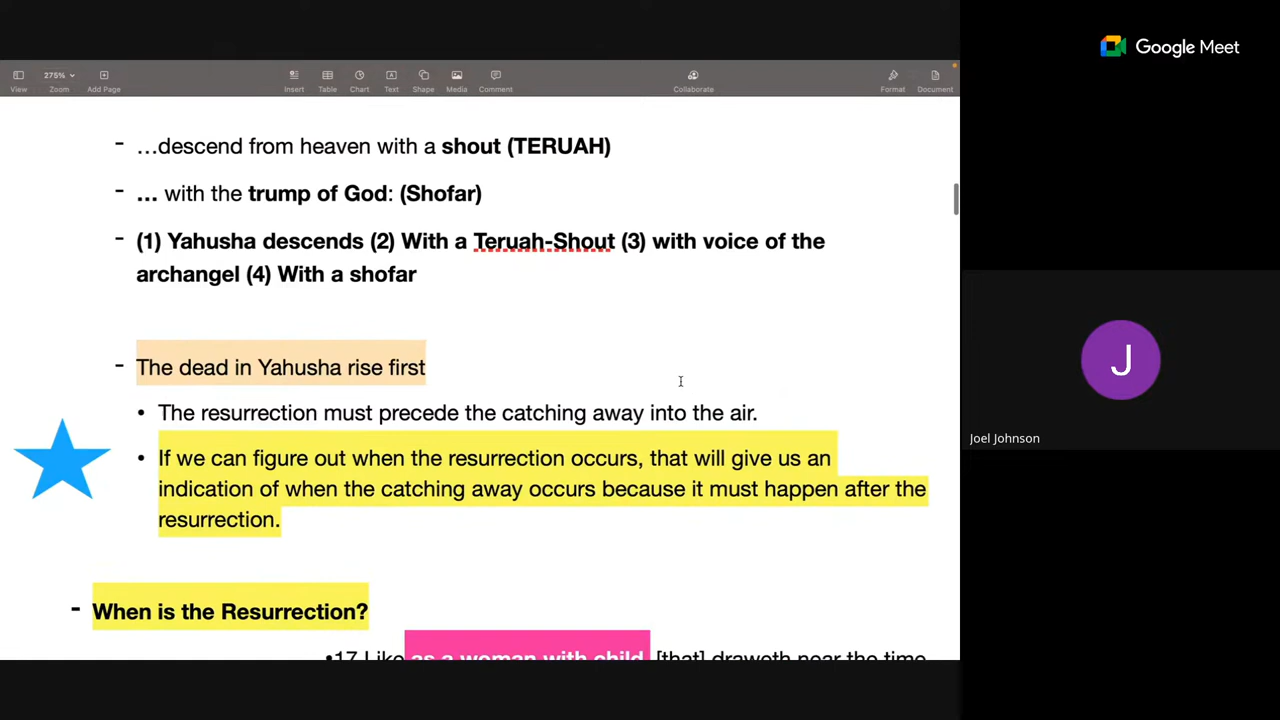 Google Meet
275%
View
Zoom
Add Page
Insert
Table
Chart
Text
Shape
Media
Comment
Collaborate
Format
Document
- …descend from heaven with a shout (TERUAH)
- … with the trump of God: (Shofar)
- (1) Yahusha descends (2) With a Teruah-Shout (3) with voice of the
archangel (4) With a shofar
- The dead in Yahusha rise first
• The resurrection must precede the catching away into the air.
• If we can figure out when the resurrection occurs, that will give us an
indication of when the catching away occurs because it must happen after the
resurrection.
- When is the Resurrection?
•17 Like as a woman with child [that] draweth near the time
J
Joel Johnson